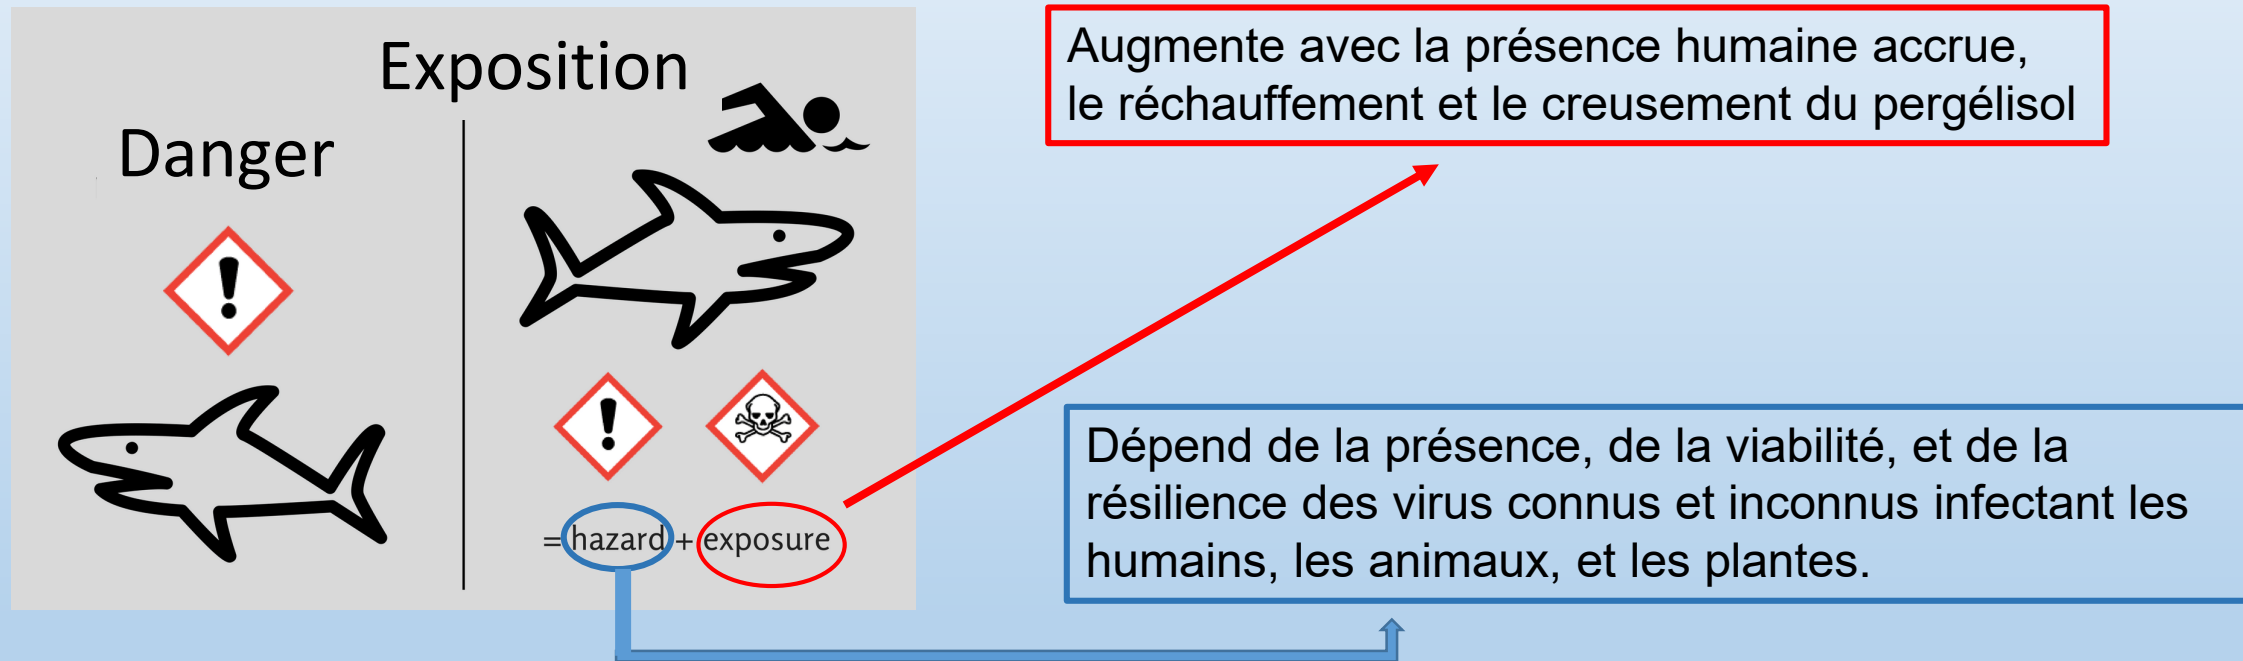 Danger
Exposition
= hazard + exposure
Augmente avec la présence humaine accrue,
le réchauffement et le creusement du pergélisol
Dépend de la présence, de la viabilité, et de la
résilience des virus connus et inconnus infectant les
humains, les animaux, et les plantes.